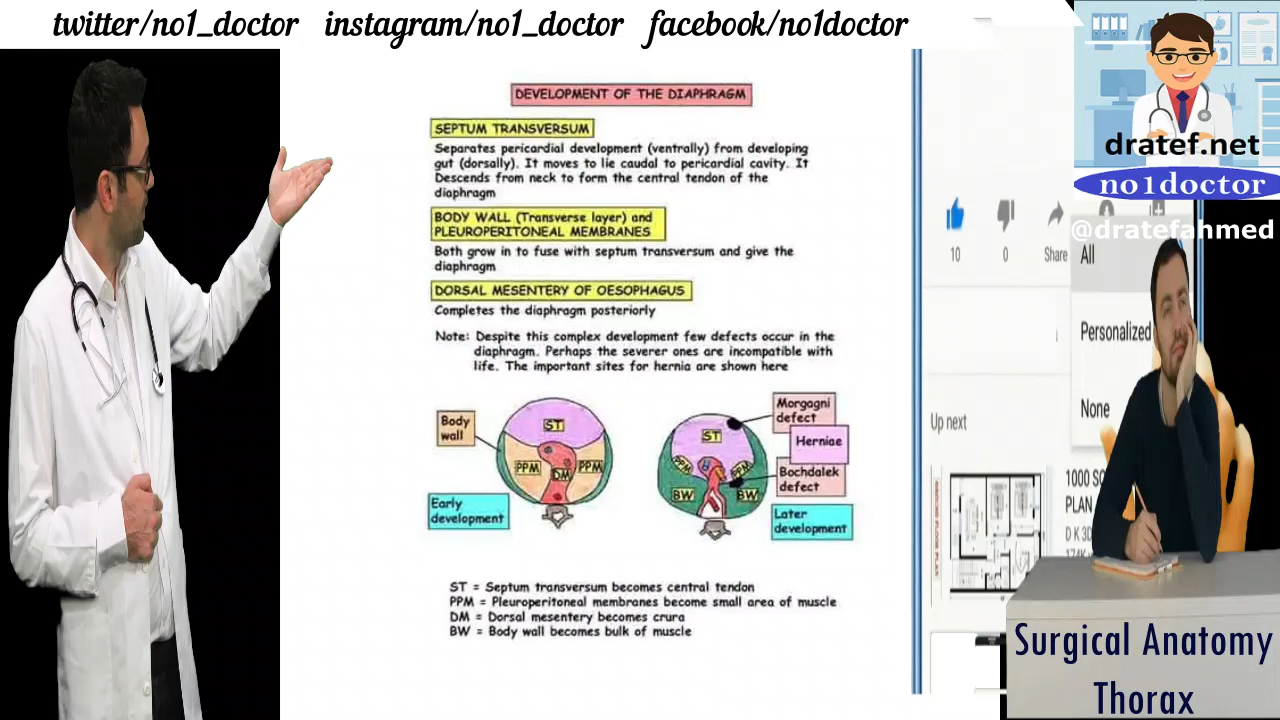 twitter/no1_doctor instagram/no1_doctor facebook/no1doctor
DEVELOPMENT OF THE DIAPHRAGM
SEPTUM TRANSVERSUM
Separates pericardial development (ventrally) from developing
gut (dorsally). It moves to lie caudal to pericardial cavity. It
Descends from neck to form the central tendon of the
diaphragm
BODY WALL (Transverse layer) and
PLEUROPERITONEAL MEMBRANES
Both grow in to fuse with septum transversum and give the
diaphragm
DORSAL MESENTERY OF OESOPHAGUS
Completes the diaphragm posteriorly
Note: Despite this complex development few defects occur in the
diaphragm. Perhaps the severer ones are incompatible with
life. The important sites for hernia are shown here
Body
wall
ST
PPM
DM
PPM
Early
development
ST
PPM
PPM
BW
BW
Morgagni
defect
Herniae
Bochdalek
defect
Later
development
ST = Septum transversum becomes central tendon
PPM = Pleuroperitoneal membranes become small area of muscle
DM = Dorsal mesentery becomes crura
BW = Body wall becomes bulk of muscle
dratef.net
no1doctor
@dratefahmed
10
0
Share
All
Personalized
None
Up next
1000 SQ
PLAN
D K 3D
Surgical Anatomy
Thorax